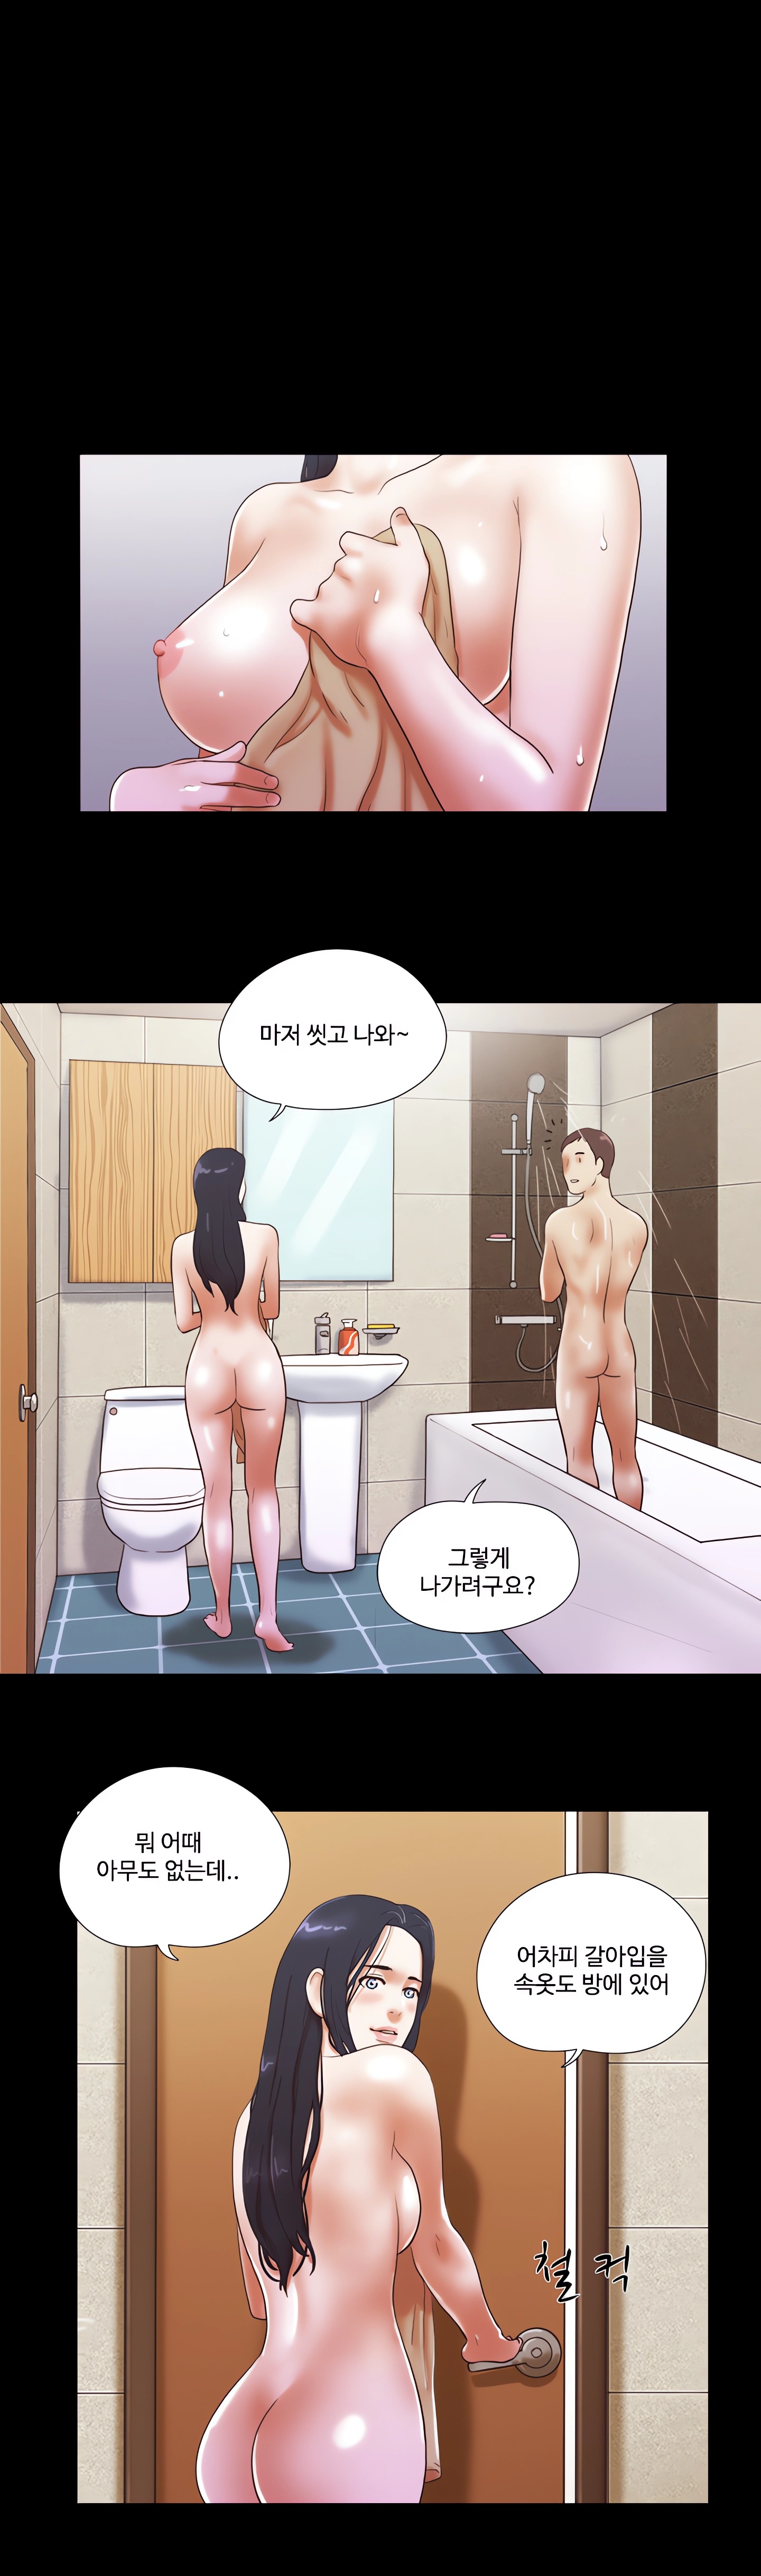 마저 씻고 나와~
그렇게
나가려구요?
뭐 어때
아무도 없는데..
어차피 갈아입을
속옷도 방에 있어
철컥